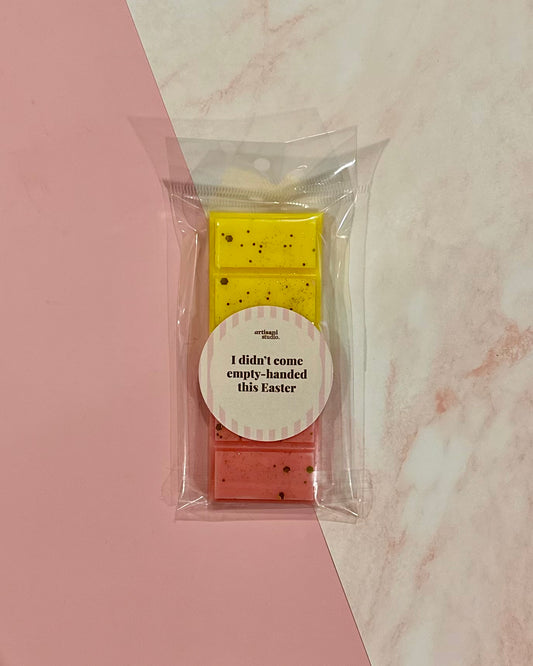 artisani
studio.
I didn't come
empty-handed
this Easter